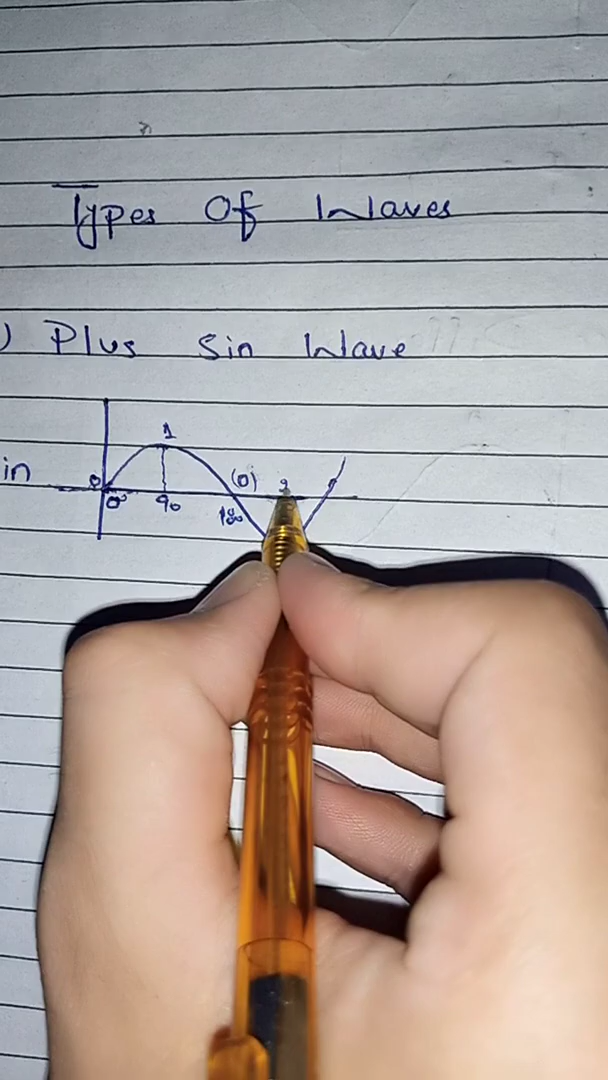 Types Of Waves
) Plus Sin Wave
1
in
0 (0)
0° 90 180